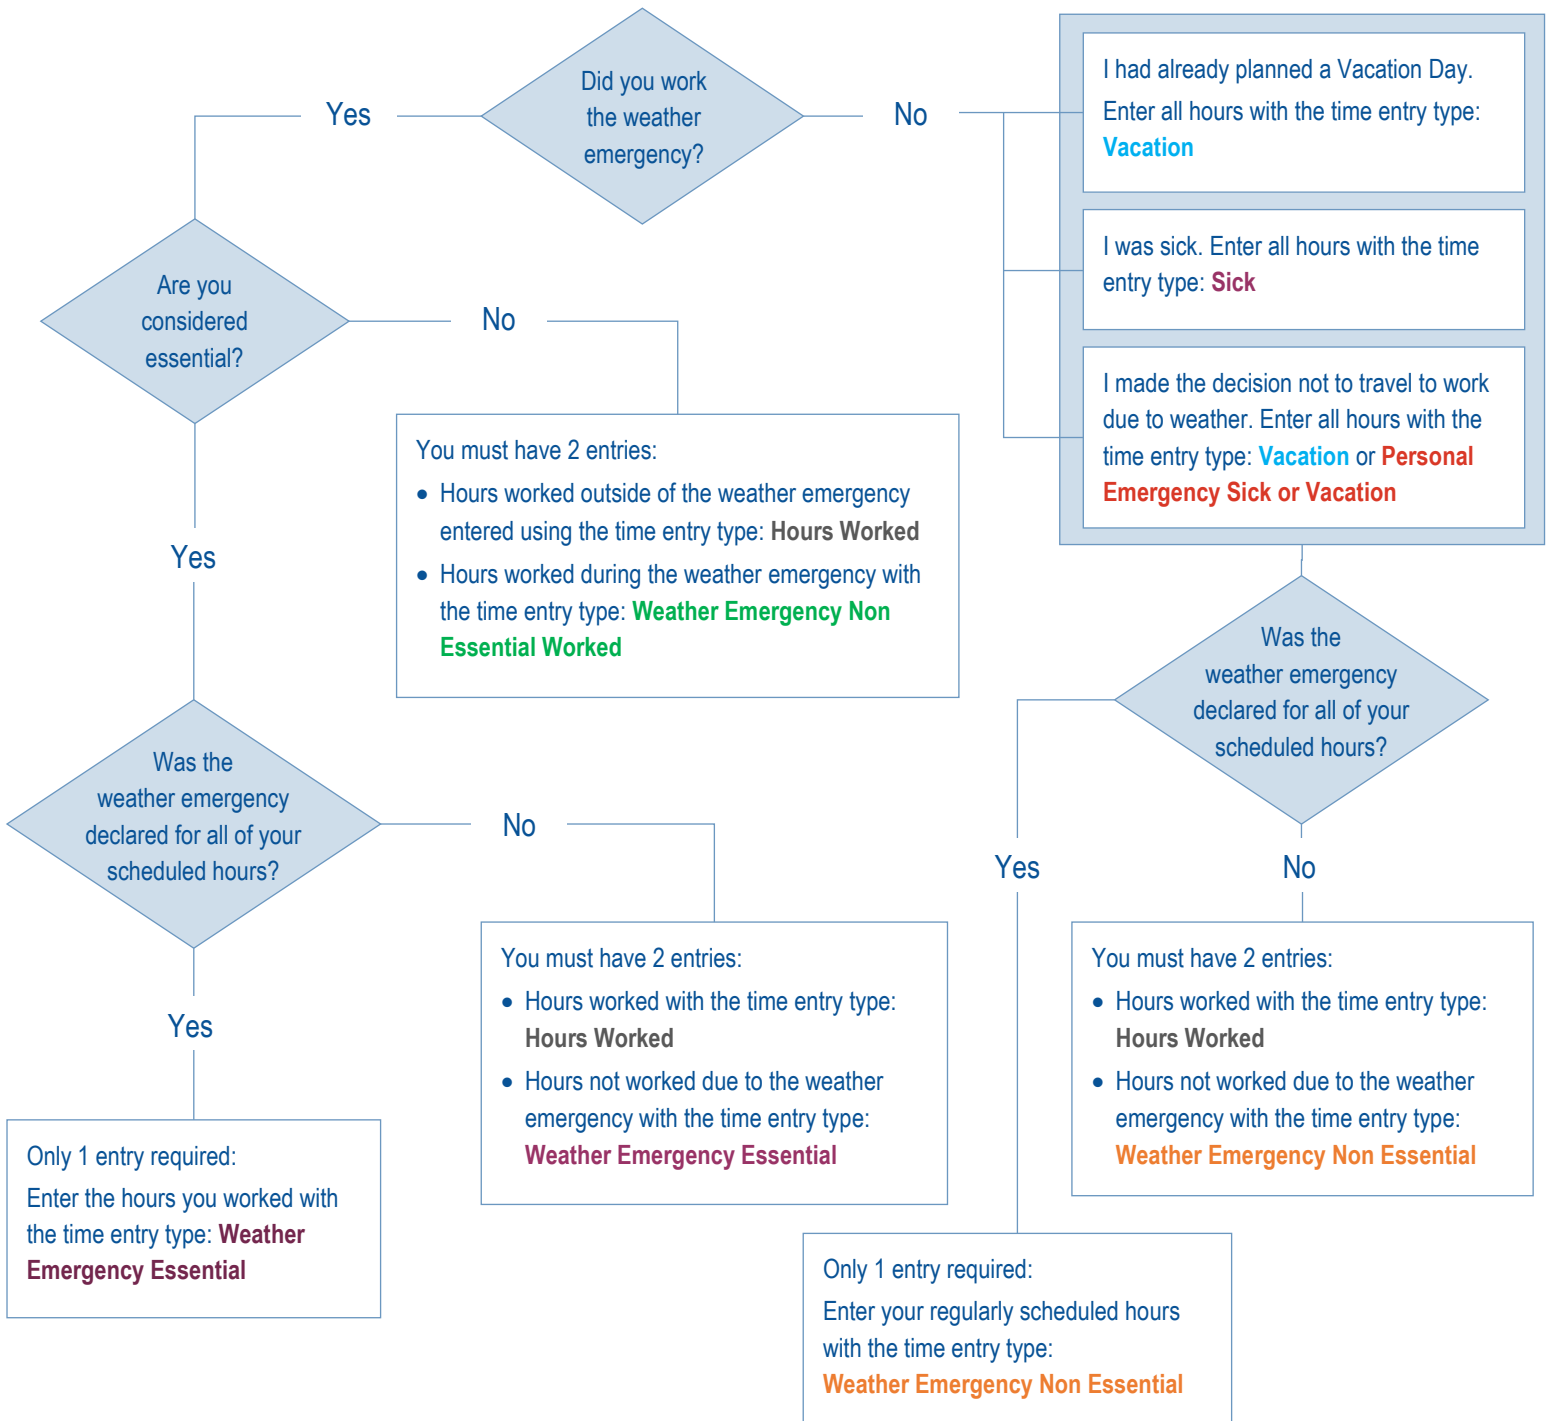 Did you work
the weather
emergency?
Yes
No
I had already planned a Vacation Day.
Enter all hours with the time entry type:
Vacation
I was sick. Enter all hours with the time
entry type: Sick
I made the decision not to travel to work
due to weather. Enter all hours with the
time entry type: Vacation or Personal
Emergency Sick or Vacation
Are you
considered
essential?
No
You must have 2 entries:
• Hours worked outside of the weather emergency
entered using the time entry type: Hours Worked
• Hours worked during the weather emergency with
the time entry type: Weather Emergency Non
Essential Worked
Yes
Was the
weather emergency
declared for all of your
scheduled hours?
Was the
weather emergency
declared for all of your
scheduled hours?
No
Yes
No
Yes
You must have 2 entries:
• Hours worked with the time entry type:
Hours Worked
• Hours not worked due to the weather
emergency with the time entry type:
Weather Emergency Essential
You must have 2 entries:
• Hours worked with the time entry type:
Hours Worked
• Hours not worked due to the weather
emergency with the time entry type:
Weather Emergency Non Essential
Only 1 entry required:
Enter the hours you worked with
the time entry type: Weather
Emergency Essential
Only 1 entry required:
Enter your regularly scheduled hours
with the time entry type:
Weather Emergency Non Essential